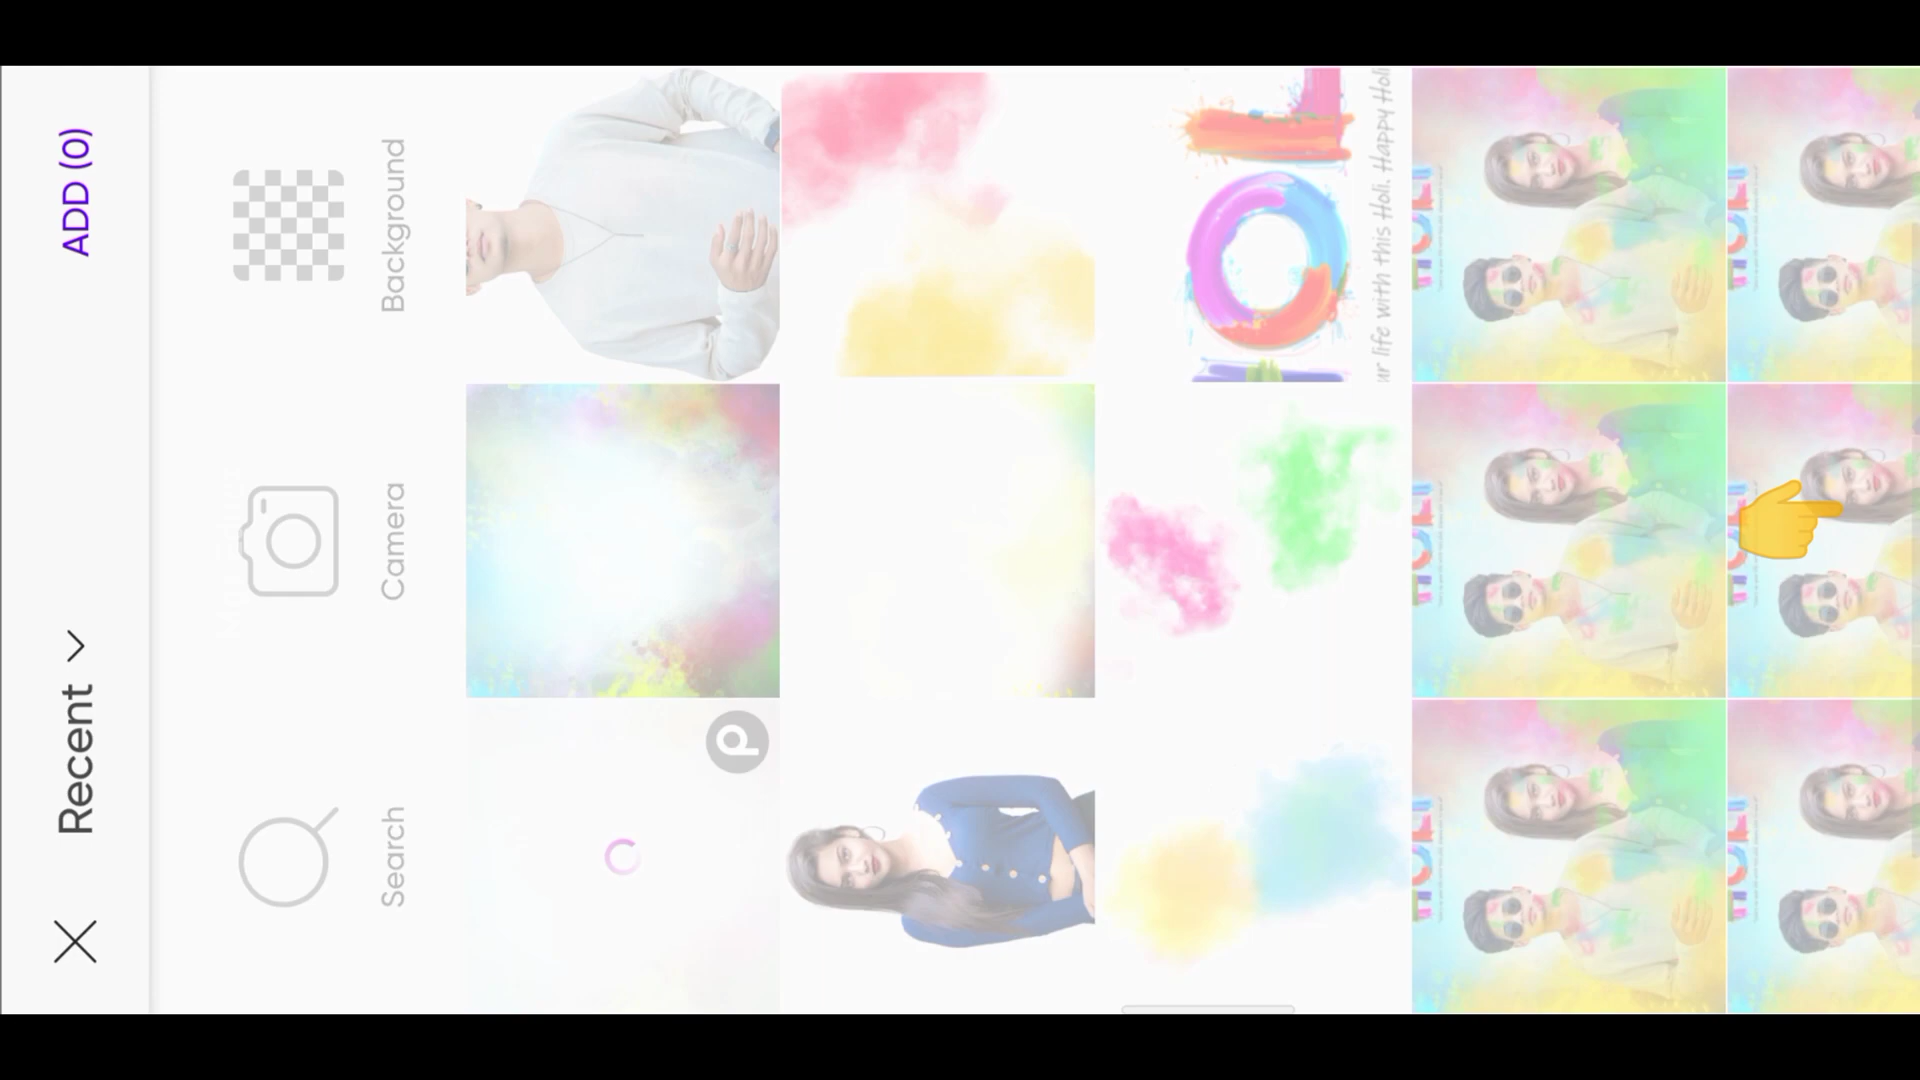 Recent
ADD (0)
Search
Camera
Background
ur life with this Holi. Happy Holi